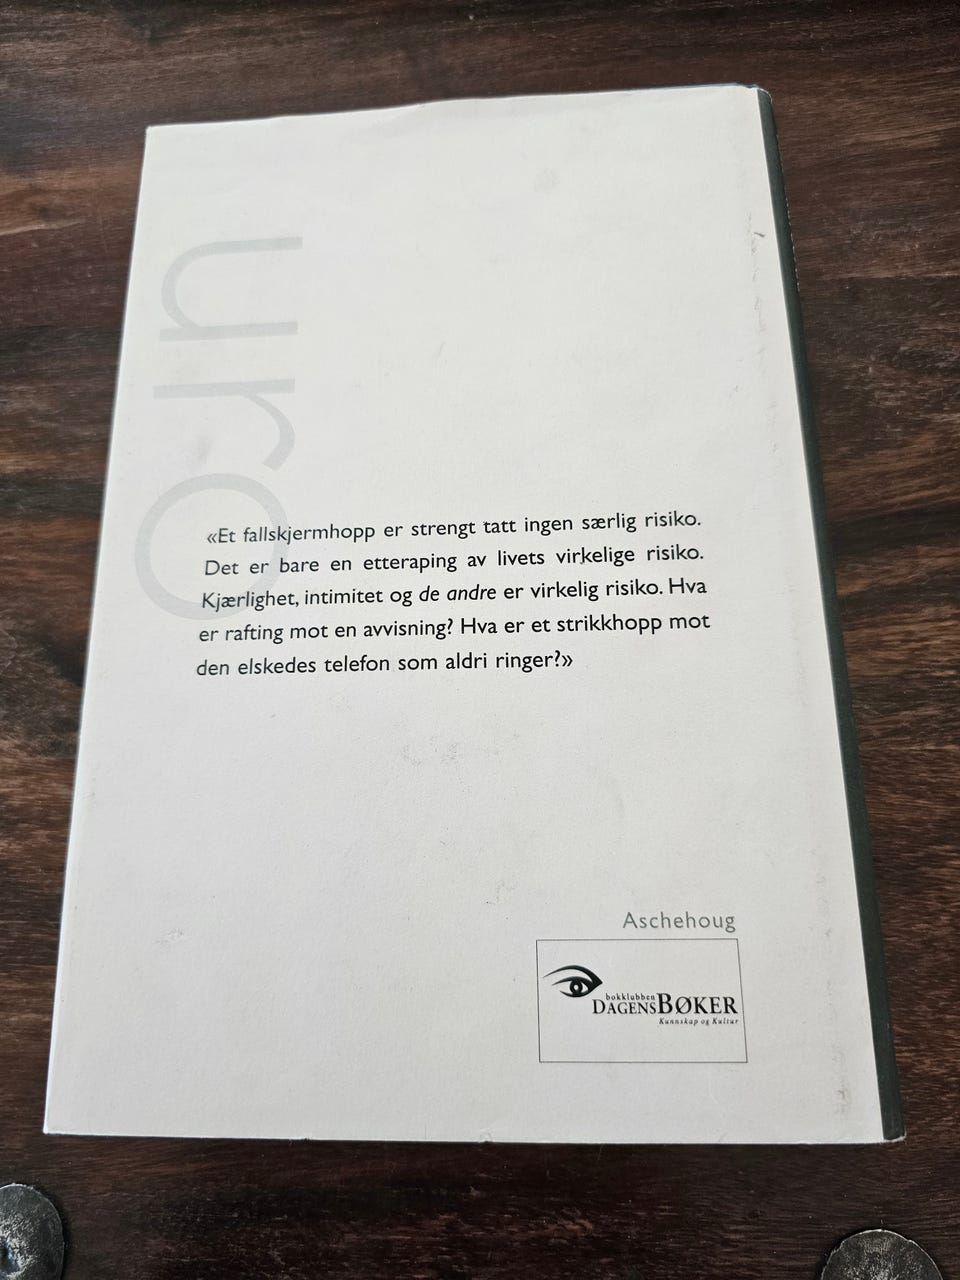 uro
«Et fallskjermhopp er strengt tatt ingen særlig risiko.
Det er bare en etteraping av livets virkelige risiko.
Kjærlighet, intimitet og de andre er virkelig risiko. Hva
er rafting mot en avvisning? Hva er et strikkhopp mot
den elskedes telefon som aldri ringer?»
Aschehoug
bokklubben
DAGENSBØKER
Kunnskap og Kultur